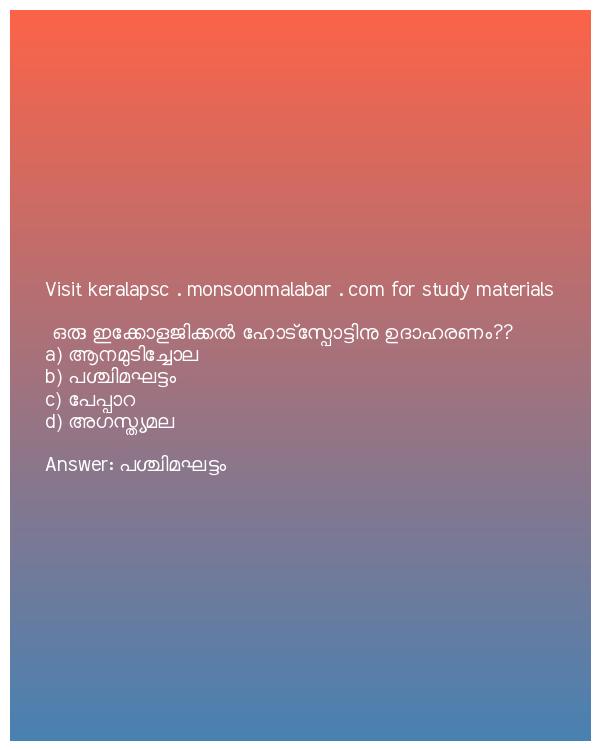 Visit keralapsc . monsoonmalabar . com for study materials
ഒരു ഇക്കോളജിക്കൽ ഹോട്സ്പോട്ടിനു ഉദാഹരണം??
a) ആനമുടിച്ചോല
b) പശ്ചിമഘട്ടം
c) പേപ്പാറ
d) അഗസ്ത്യമല
Answer: പശ്ചിമഘട്ടം